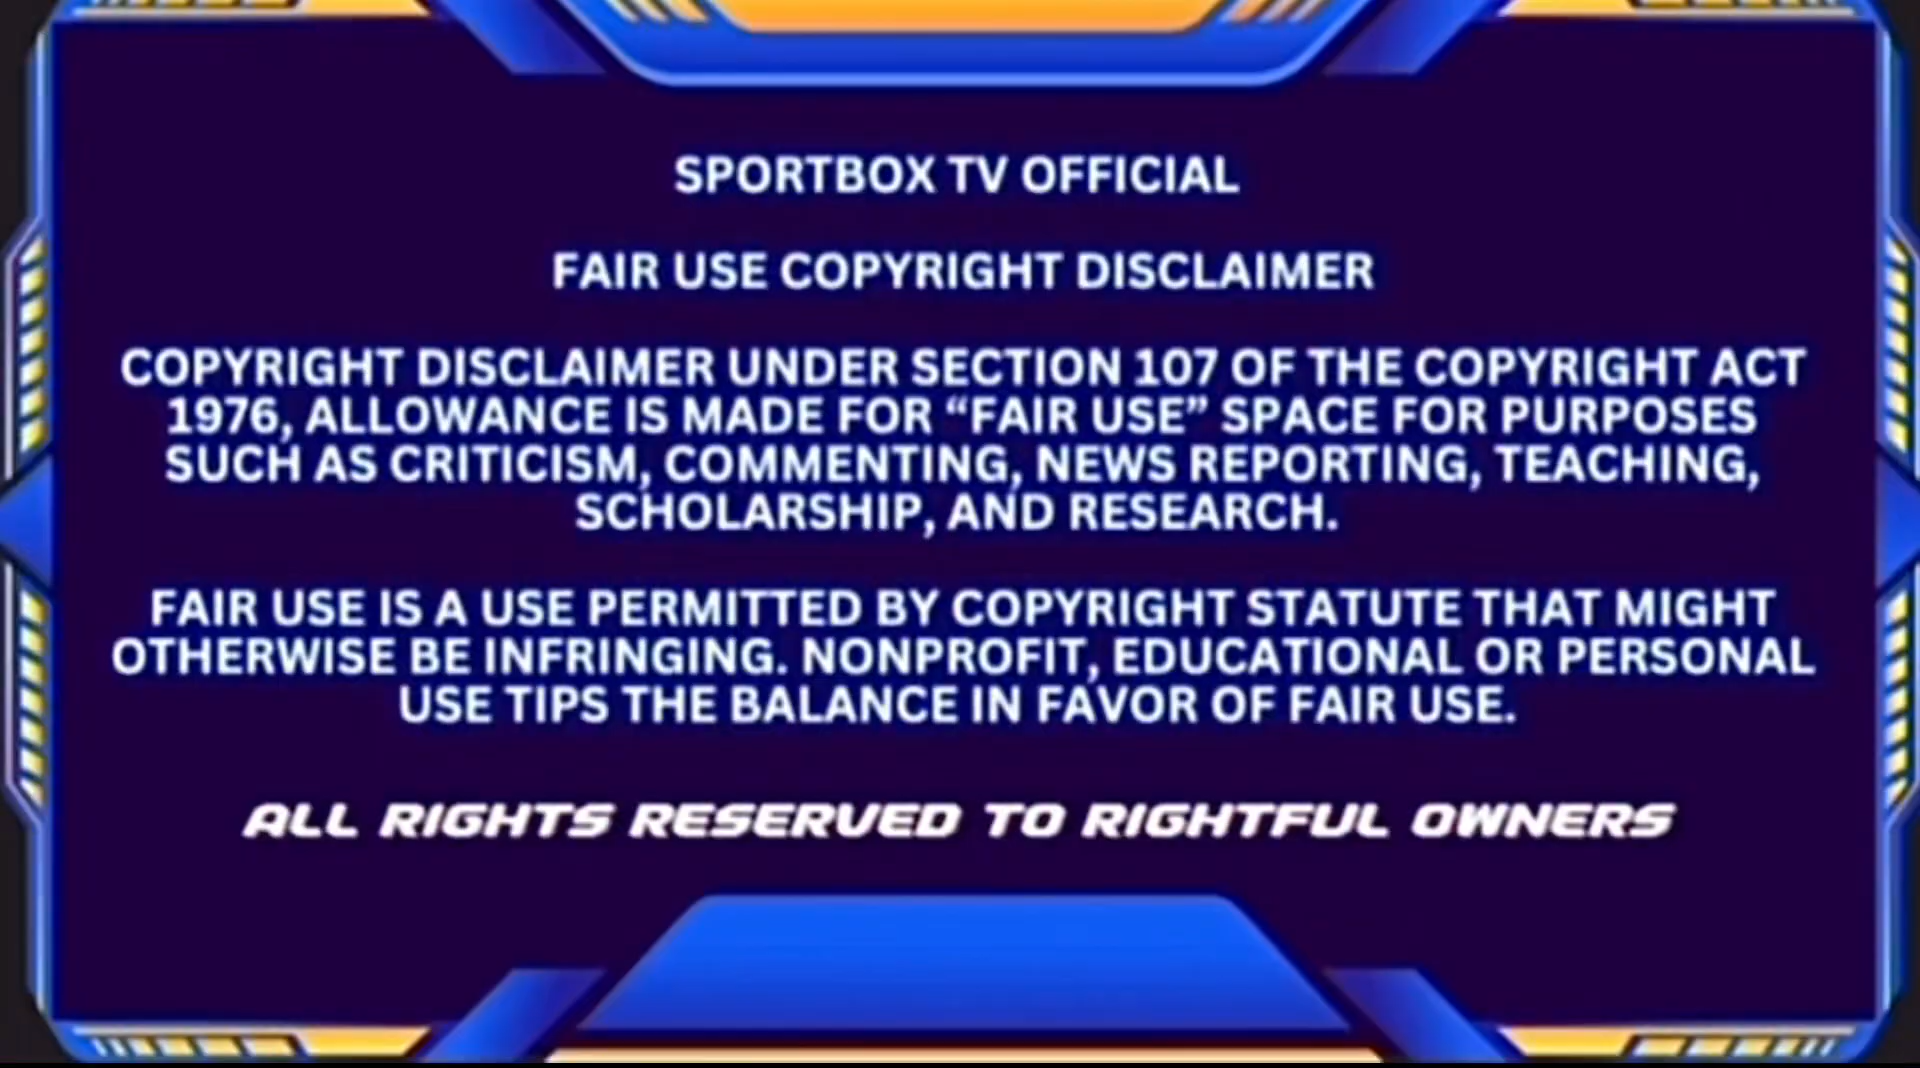 SPORTBOX TV OFFICIAL
FAIR USE COPYRIGHT DISCLAIMER
COPYRIGHT DISCLAIMER UNDER SECTION 107 OF THE COPYRIGHT ACT
1976, ALLOWANCE IS MADE FOR “FAIR USE” SPACE FOR PURPOSES
SUCH AS CRITICISM, COMMENTING, NEWS REPORTING, TEACHING,
SCHOLARSHIP, AND RESEARCH.
FAIR USE IS A USE PERMITTED BY COPYRIGHT STATUTE THAT MIGHT
OTHERWISE BE INFRINGING. NONPROFIT, EDUCATIONAL OR PERSONAL
USE TIPS THE BALANCE IN FAVOR OF FAIR USE.
ALL RIGHTS RESERVED TO RIGHTFUL OWNERS